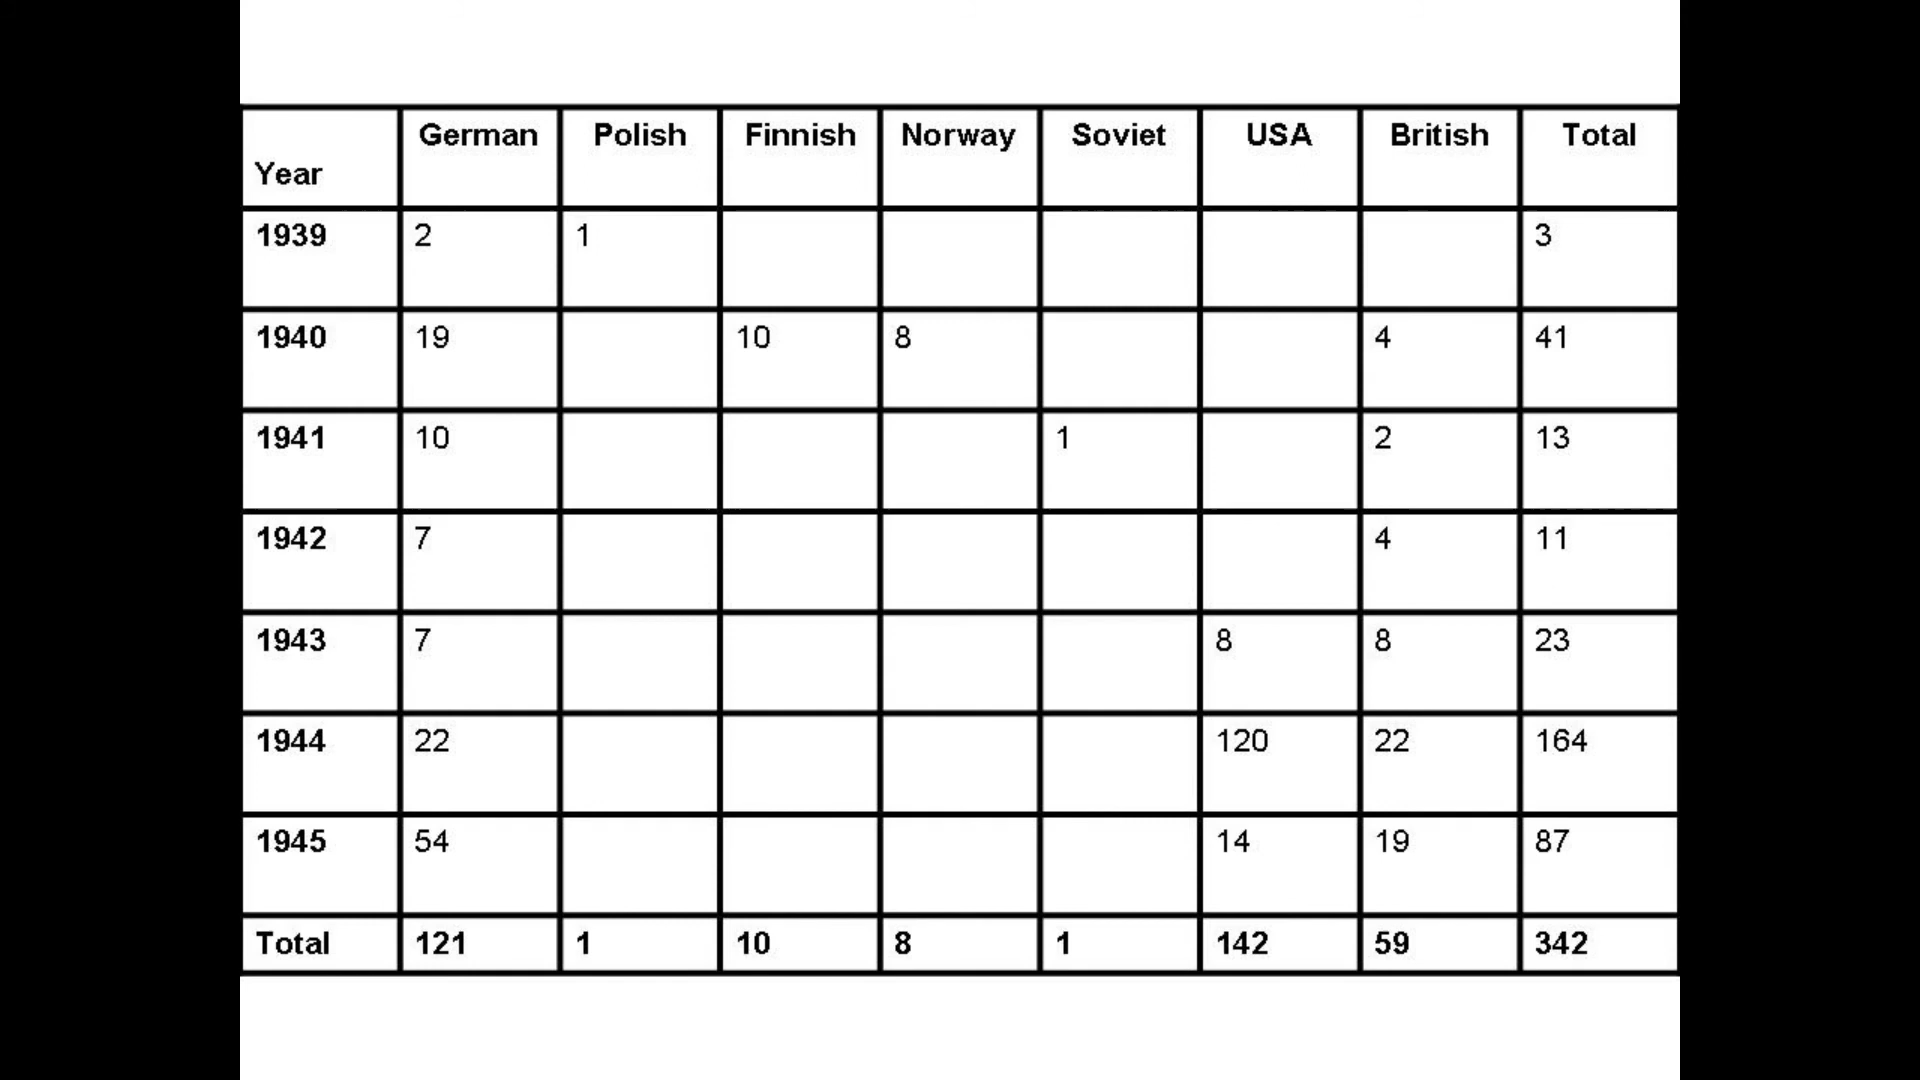 Year German Polish Finnish Norway Soviet USA British Total
1939 2 1 3
1940 19 10 8 4 41
1941 10 1 2 13
1942 7 4 11
1943 7 8 8 23
1944 22 120 22 164
1945 54 14 19 87
Total 121 1 10 8 1 142 59 342